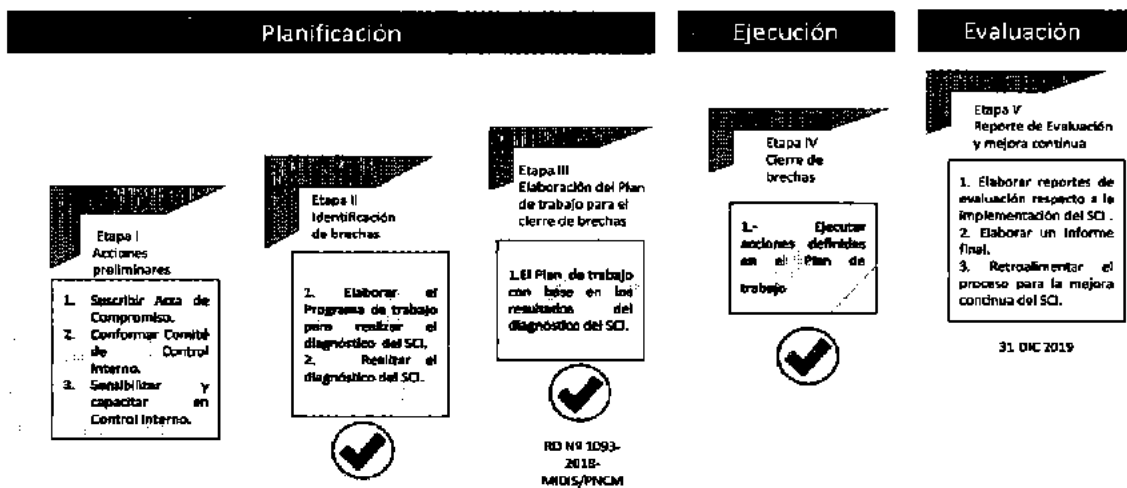 Planificación
Ejecución
Evaluación
Etapa I
Acciones
preliminares
1. Suscribir Acta de
Compromiso.
2. Conformar Comité
de Control
Interno.
3. Sensibilizar y
capacitar en
Control Interno.
Etapa II
Identificación
de brechas
1. Elaborar el
Programa de trabajo
para realizar el
diagnóstico del SCI.
2. Realizar el
diagnóstico del SCI.
Etapa III
Elaboración del Plan
de trabajo para el
cierre de brechas
1.El Plan de trabajo
con base en los
resultados del
diagnóstico del SCI.
RD Nº 1093-
2018-
MIDIS/PNCM
Etapa IV
Cierre de
brechas
1.- Ejecutar
acciones definidas
en el Plan de
trabajo
Etapa V
Reporte de Evaluación
y mejora continua
1. Elaborar reportes de
evaluación respecto a la
implementación del SCI.
2. Elaborar un informe
final.
3. Retroalimentar el
proceso para la mejora
continua del SCI.
31 DIC 2019